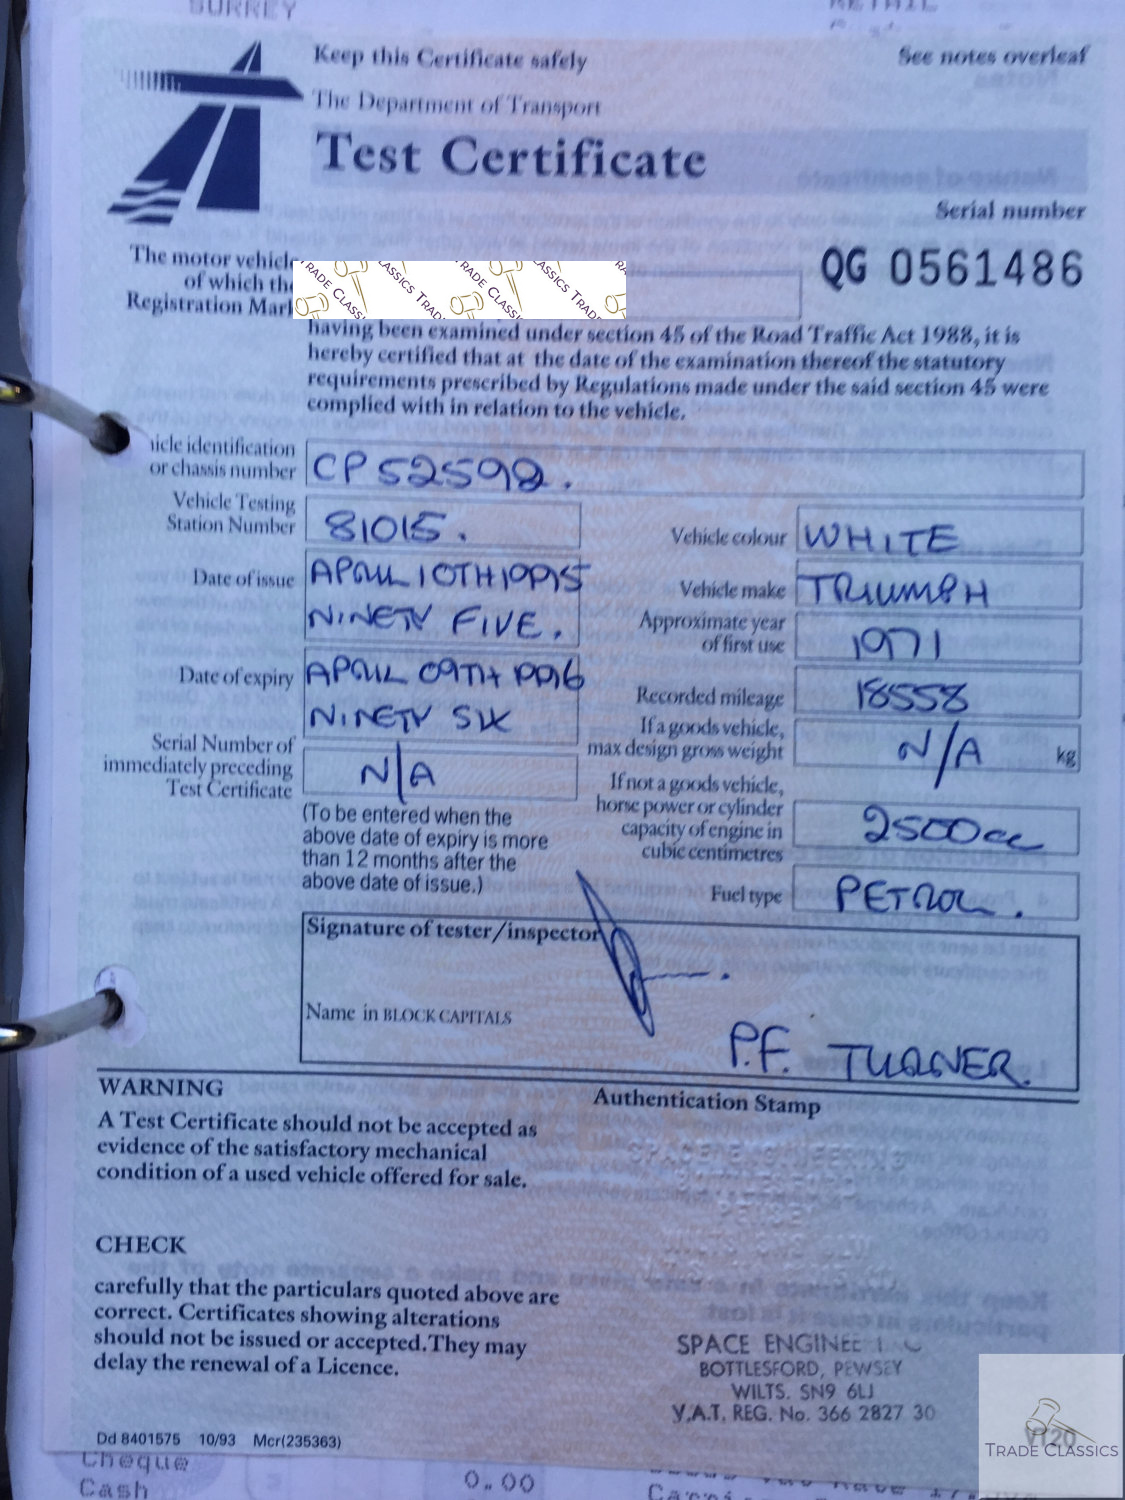 SURREY
Keep this Certificate safely
See notes overleaf
The Department of Transport
Test Certificate
Serial number
QG 0561486
The motor vehicle
of which the
Registration Mark
TRADE CLASSICS TRADE CLASSICS TRADE
having been examined under section 45 of the Road Traffic Act 1988, it is
hereby certified that at the date of the examination thereof the statutory
requirements prescribed by Regulations made under the said section 45 were
complied with in relation to the vehicle.
hicle identification
or chassis number
CP52592.
Vehicle Testing
Station Number
81015.
Vehicle colour
WHITE
Date of issue
APRIL 10TH 1995
NINETY FIVE.
Vehicle make
TRIUMPH
Approximate year
of first use
1971
Date of expiry
APRIL 09TH 1996
NINETY SIX
Recorded mileage
18558
If a goods vehicle,
max design gross weight
N/A
kg
Serial Number of
immediately preceding
Test Certificate
N/A
(To be entered when the
above date of expiry is more
than 12 months after the
above date of issue.)
If not a goods vehicle,
horse power or cylinder
capacity of engine in
cubic centimetres
2500cc
Fuel type
PETROL.
Signature of tester/inspector
Name in BLOCK CAPITALS
P.F. TURNER.
WARNING
A Test Certificate should not be accepted as
evidence of the satisfactory mechanical
condition of a used vehicle offered for sale.
Authentication Stamp
CHECK
carefully that the particulars quoted above are
correct. Certificates showing alterations
should not be issued or accepted. They may
delay the renewal of a Licence.
SPACE ENGINEE
BOTTLESFORD, PEWSEY
WILTS. SN9 6LJ
V.A.T. REG. No. 366 2827 30
Dd 8401575 10/93 Mcr(235363)
VT20
TRADE CLASSICS
Cheque
Cash
0.00